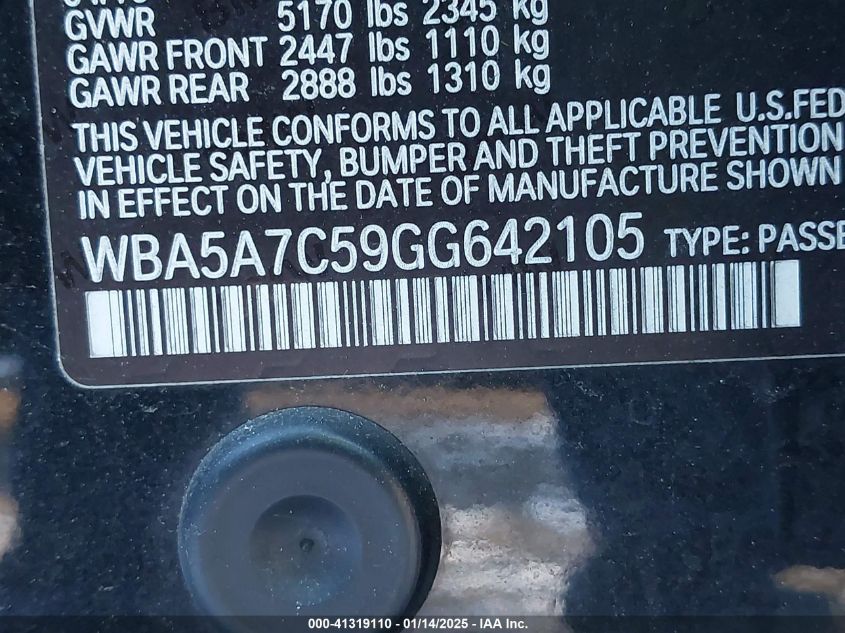 GVWR 5170 lbs 2345 kg
GAWR FRONT 2447 lbs 1110 kg
GAWR REAR 2888 lbs 1310 kg
THIS VEHICLE CONFORMS TO ALL APPLICABLE U.S.FED
VEHICLE SAFETY, BUMPER AND THEFT PREVENTION
IN EFFECT ON THE DATE OF MANUFACTURE SHOWN
WBA5A7C59GG642105 TYPE: PASSE
000-41319110 - 01/14/2025 - IAA Inc.